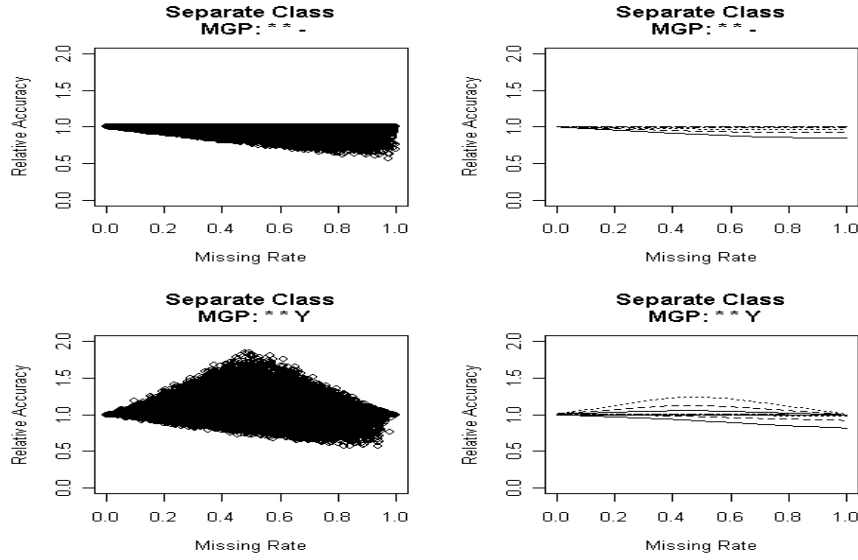 Separate Class
MGP: * * -
Relative Accuracy
2.0
1.5
1.0
0.5
0.0
0.0 0.2 0.4 0.6 0.8 1.0
Missing Rate
Separate Class
MGP: * * -
Relative Accuracy
2.0
1.5
1.0
0.5
0.0
0.0 0.2 0.4 0.6 0.8 1.0
Missing Rate
Separate Class
MGP: * * Y
Relative Accuracy
2.0
1.5
1.0
0.5
0.0
0.0 0.2 0.4 0.6 0.8 1.0
Missing Rate
Separate Class
MGP: * * Y
Relative Accuracy
2.0
1.5
1.0
0.5
0.0
0.0 0.2 0.4 0.6 0.8 1.0
Missing Rate